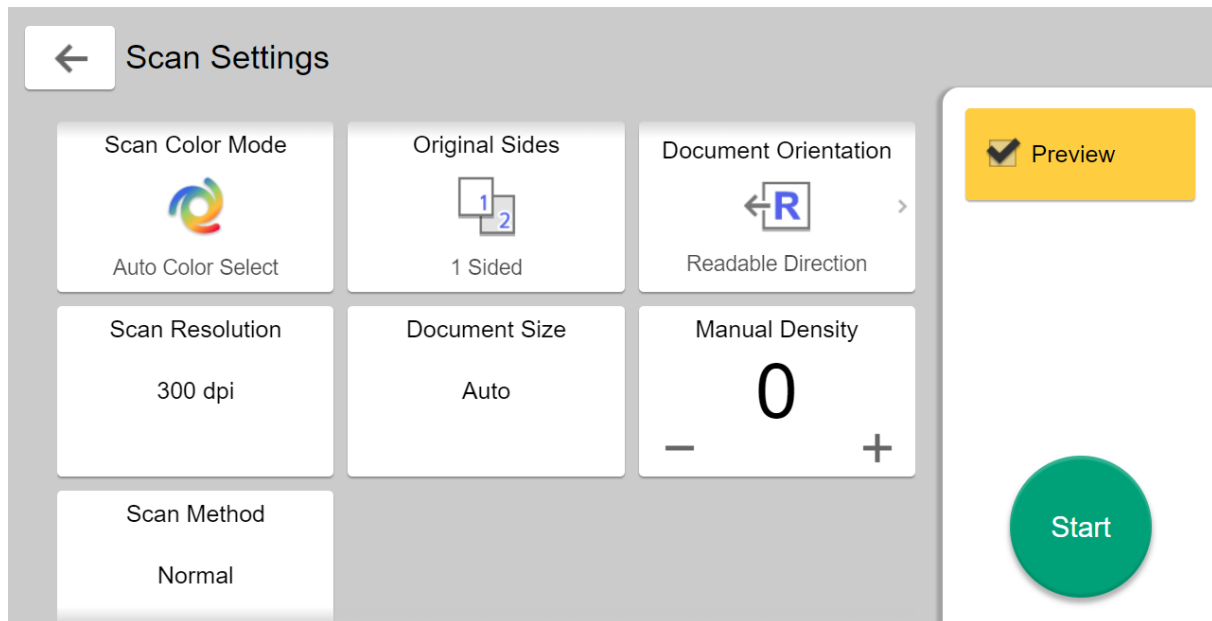 Scan Settings
Scan Color Mode
Auto Color Select
Original Sides
1
2
1 Sided
Document Orientation
R
Readable Direction
Preview
Scan Resolution
300 dpi
Document Size
Auto
Manual Density
0
− +
Scan Method
Normal
Start